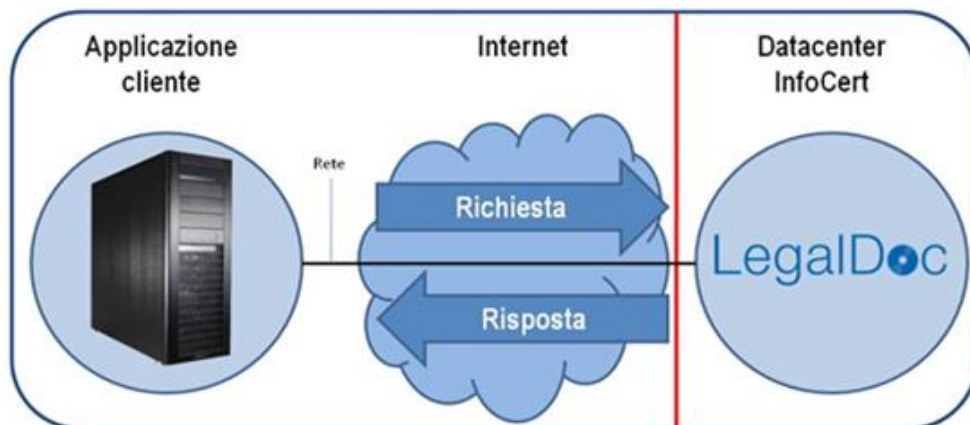 Applicazione
cliente
Internet
Datacenter
InfoCert
Rete
Richiesta
LegalDoc
Risposta